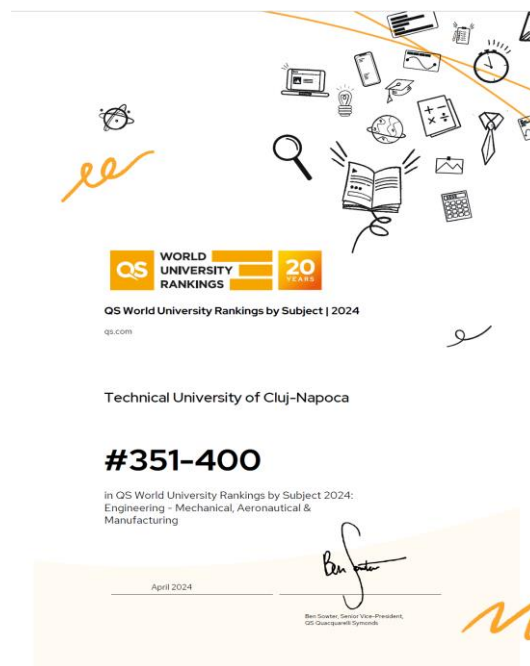 QS
WORLD
UNIVERSITY
RANKINGS
20
YEARS
QS World University Rankings by Subject | 2024
qs.com
Technical University of Cluj-Napoca
#351-400
in QS World University Rankings by Subject 2024:
Engineering - Mechanical, Aeronautical &
Manufacturing
April 2024
Ben Sowter
Ben Sowter, Senior Vice-President,
QS Quacquarelli Symonds